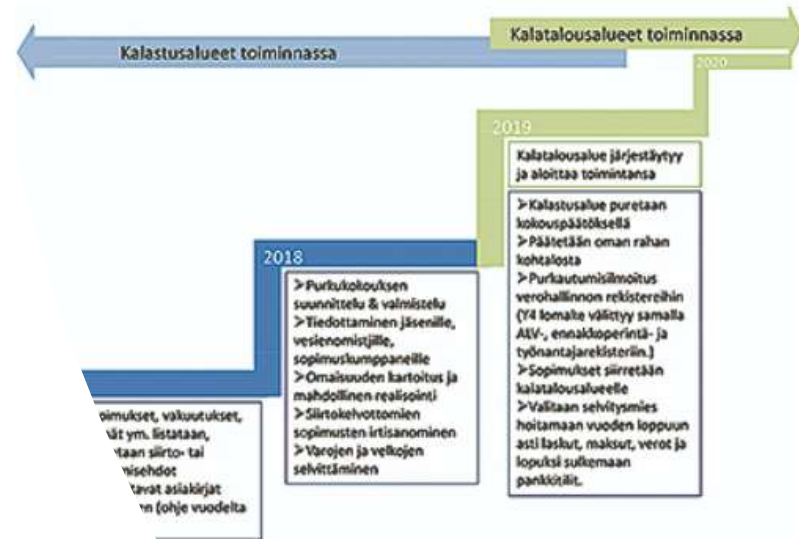 Kalastusalueet toiminnassa
Kalatalousalueet toiminnassa
2020
2019
Kalatalousalue järjestäytyy
ja aloittaa toimintansa
➢Kalastusalue puretaan
kokouspäätöksellä
➢Päätetään oman rahan
kohtalosta
➢Purkautumisilmoitus
verohallinnon rekistereihin
(Y4 lomake välittyy samalla
ALV-, ennakkoperintä- ja
työnantajarekisteriin.)
➢Sopimukset siirretään
kalatalousalueelle
➢Valitaan selvitysmies
hoitamaan vuoden loppuun
asti laskut, maksut, verot ja
lopuksi sulkemaan
pankkitilit.
2018
➢Purkukokouksen
suunnittelu & valmistelu
➢Tiedottaminen jäsenille,
vesienomistjille,
sopimuskumppaneille
➢Omaisuuden kartoitus ja
mahdollinen realisointi
➢Siirtokelvottomien
sopimusten irtisanominen
➢Varojen ja velkojen
selvittäminen
oimukset, vakuutukset,
ät ym. listataan,
etaan siirto- tai
misehdot
tavat asiakirjat
en (ohje vuodelta